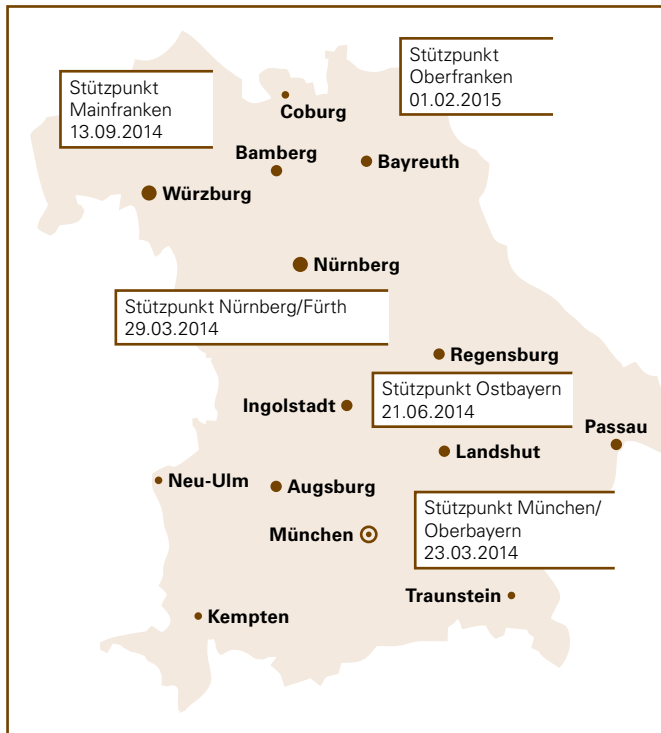 Stützpunkt
Oberfranken
01.02.2015
Stützpunkt
Mainfranken
13.09.2014
Coburg
Bamberg
Bayreuth
Würzburg
Nürnberg
Stützpunkt Nürnberg/Fürth
29.03.2014
Regensburg
Stützpunkt Ostbayern
21.06.2014
Ingolstadt
Passau
Landshut
Neu-Ulm
Augsburg
Stützpunkt München/
Oberbayern
23.03.2014
München
Traunstein
Kempten